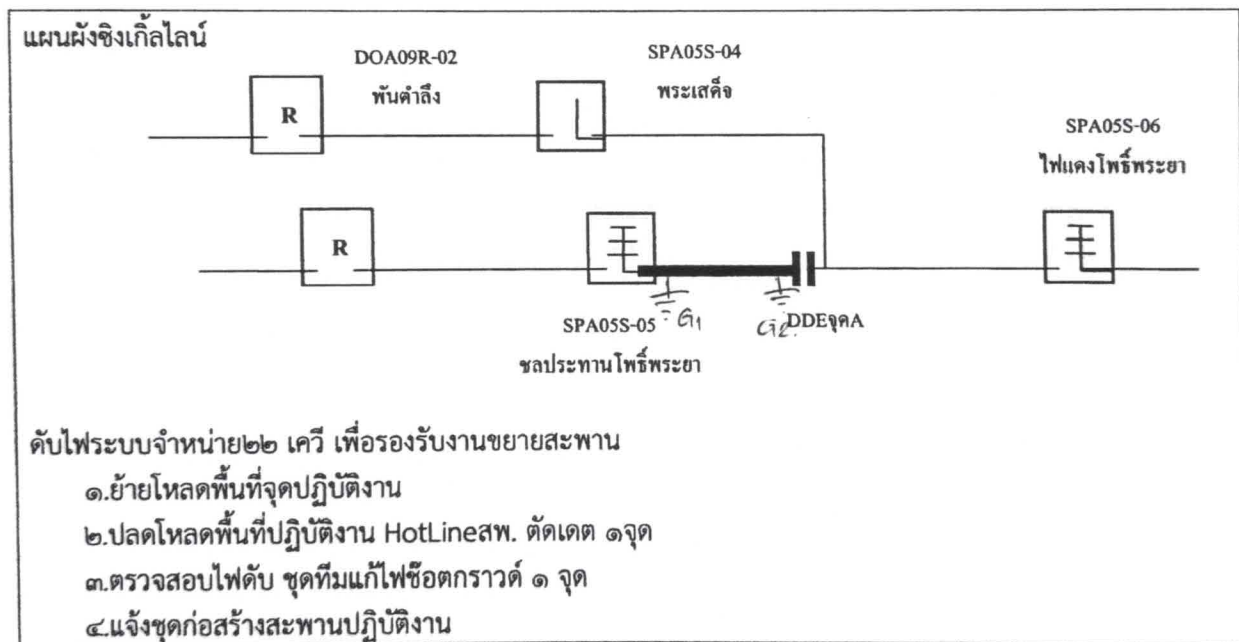 แผนผังซิงเกิ้ลไลน์
DOA09R-02
พันตำลึง
SPA05S-04
พระเสด็จ
SPA05S-06
ไฟแดงโพธิ์พระยา
R
R
SPA05S-05
G1
G2.
DDEจุดA
ชลประทานโพธิ์พระยา
ดับไฟระบบจำหน่าย๒๒ เควี เพื่อรองรับงานขยายสะพาน
๑.ย้ายโหลดพื้นที่จุดปฏิบัติงาน
๒.ปลดโหลดพื้นที่ปฏิบัติงาน HotLineสพ. ตัดเดต ๑จุด
๓.ตรวจสอบไฟดับ ชุดทีมแก้ไฟช๊อตกราวด์ ๑ จุด
๔.แจ้งชุดก่อสร้างสะพานปฏิบัติงาน